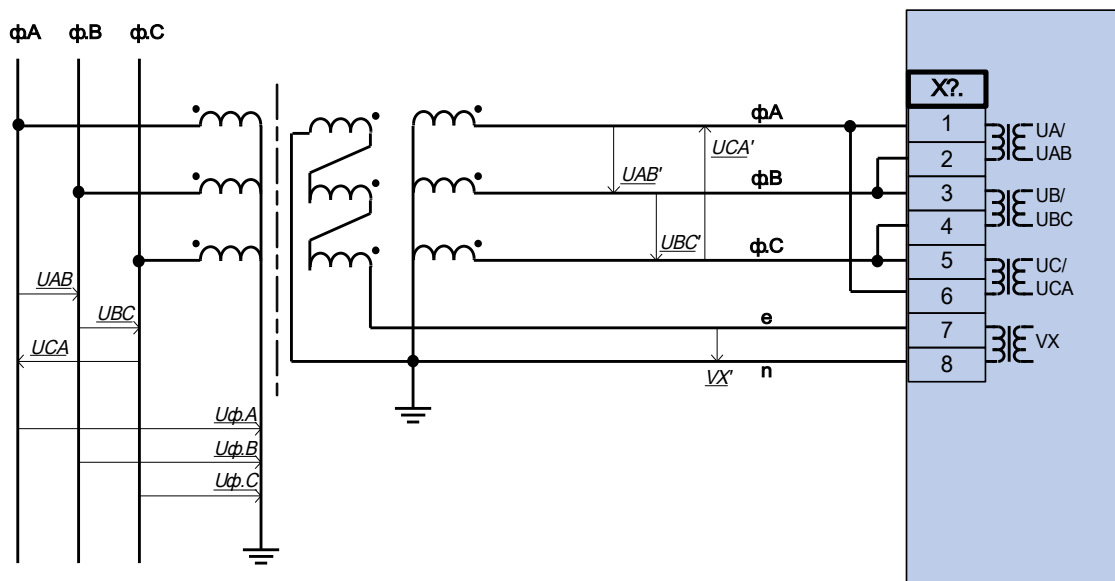 ф.А ф.В ф.С
X?.
1
2
3
4
5
6
7
8
UA/
UAB
UB/
UBC
UC/
UCA
VX
ф.А
UAB'
UCA'
ф.В
UBC'
ф.С
e
VX'
n
UAB
UBC
UCA
Uф.А
Uф.В
Uф.С